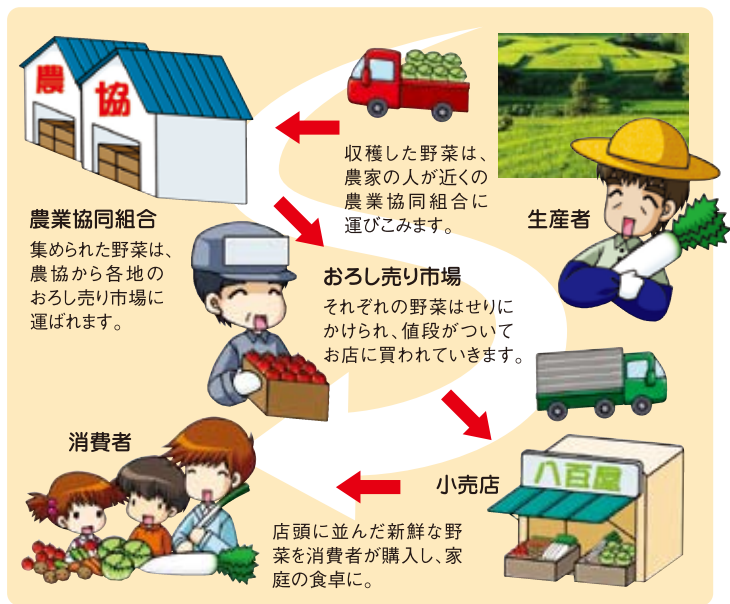 生産者
収穫した野菜は、
農家の人が近くの
農業協同組合に
運びこみます。
農
協
農業協同組合
集められた野菜は、
農協から各地の
おろし売り市場に
運ばれます。
おろし売り市場
それぞれの野菜はせりに
かけられ、値段がついて
お店に買われていきます。
小売店
八百屋
店頭に並んだ新鮮な野
菜を消費者が購入し、家
庭の食卓に。
消費者